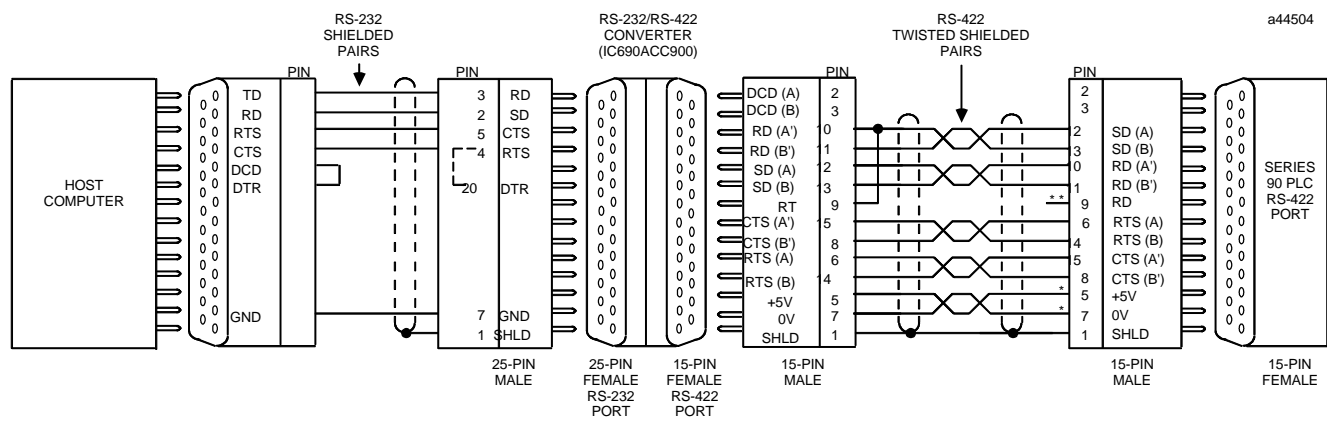 RS-232
SHIELDED
PAIRS
RS-232/RS-422
CONVERTER
(IC690ACC900)
RS-422
TWISTED SHIELDED
PAIRS
a44504
HOST
COMPUTER
PIN
TD
RD
RTS
CTS
DCD
DTR
GND
PIN
3 RD
2 SD
5 CTS
4 RTS
20 DTR
7 GND
1 SHLD
25-PIN
MALE
25-PIN
FEMALE
RS-232
PORT
15-PIN
FEMALE
RS-422
PORT
PIN
DCD (A) 2
DCD (B) 3
RD (A') 10
RD (B') 11
SD (A) 12
SD (B) 13
RT 9
CTS (A') 15
CTS (B') 8
RTS (A) 6
RTS (B) 14
+5V 5
0V 7
SHLD 1
15-PIN
MALE
PIN
2
3
2 SD (A)
3 SD (B)
10 RD (A')
1 RD (B')
* * 9 RD
6 RTS (A)
4 RTS (B)
5 CTS (A')
8 CTS (B')
* 5 +5V
* 7 0V
1 SHLD
15-PIN
MALE
SERIES
90 PLC
RS-422
PORT
15-PIN
FEMALE